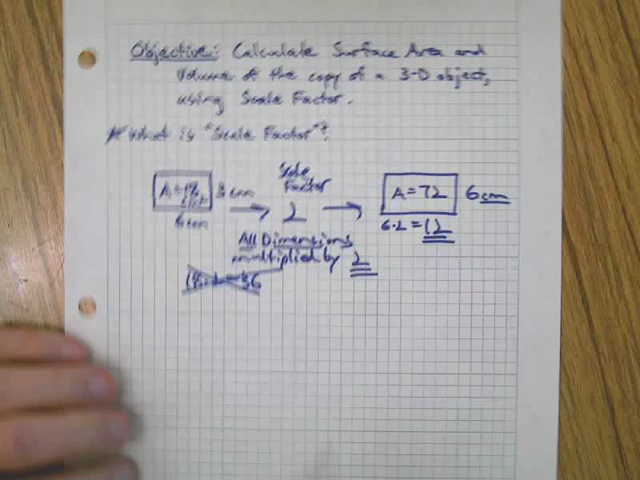 Objective: Calculate Surface Area and
Volume of the copy of a 3-D object,
using Scale Factor.
* What is "Scale Factor"?
Scale
Factor
A=18 3 cm
6 cm
2
A=72 6 cm
6·2=12
All Dimensions
multiplied by 2
18·2=36